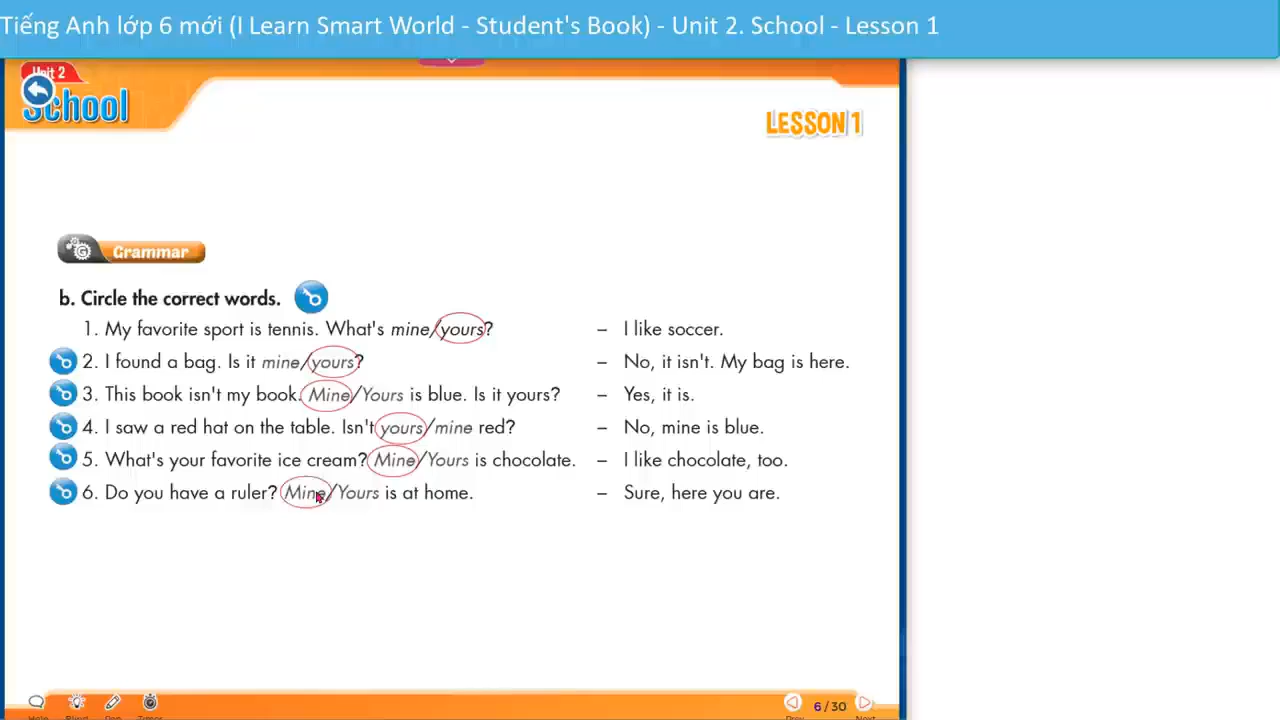 Tiếng Anh lớp 6 mới (I Learn Smart World - Student's Book) - Unit 2. School - Lesson 1
Unit 2
School
LESSON 1
Grammar
b. Circle the correct words.
1. My favorite sport is tennis. What's mine/yours? – I like soccer.
2. I found a bag. Is it mine/yours? – No, it isn't. My bag is here.
3. This book isn't my book. Mine/Yours is blue. Is it yours? – Yes, it is.
4. I saw a red hat on the table. Isn't yours/mine red? – No, mine is blue.
5. What's your favorite ice cream? Mine/Yours is chocolate. – I like chocolate, too.
6. Do you have a ruler? Mine/Yours is at home. – Sure, here you are.
6 / 30